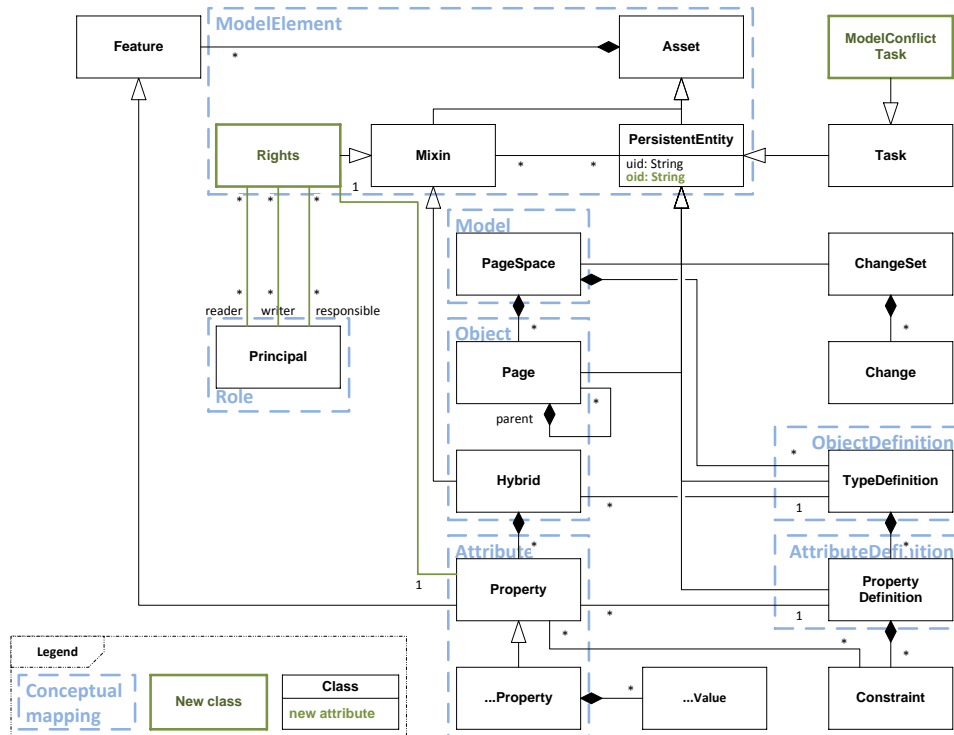 ModelElement
Feature
*
Asset
ModelConflict
Task
Rights
1
Mixin
*
*
PersistentEntity
uid: String
oid: String
Task
*
*
*
Model
PageSpace
ChangeSet
*
*
*
reader
writer
responsible
*
*
Object
Principal
Page
Change
Role
*
parent
ObjectDefinition
*
Hybrid
TypeDefinition
*
1
Attribute
*
AttributeDefinition
*
1
Property
Property
Definition
*
1
*
*
*
Legend
Conceptual
mapping
New class
Class
new attribute
...Property
*
...Value
Constraint